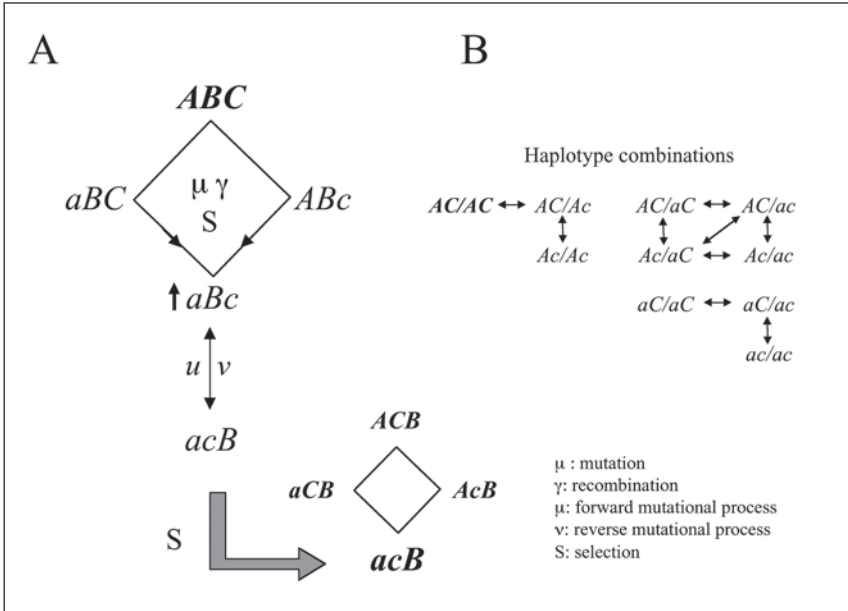 A
ABC
aBC
μ γ
S
ABc
aBc
u v
acB
S
ACB
aCB
AcB
acB
B
Haplotype combinations
AC/AC AC/Ac AC/aC AC/ac
Ac/Ac Ac/aC Ac/ac
aC/aC aC/ac
ac/ac
μ : mutation
γ: recombination
μ: forward mutational process
ν: reverse mutational process
S: selection